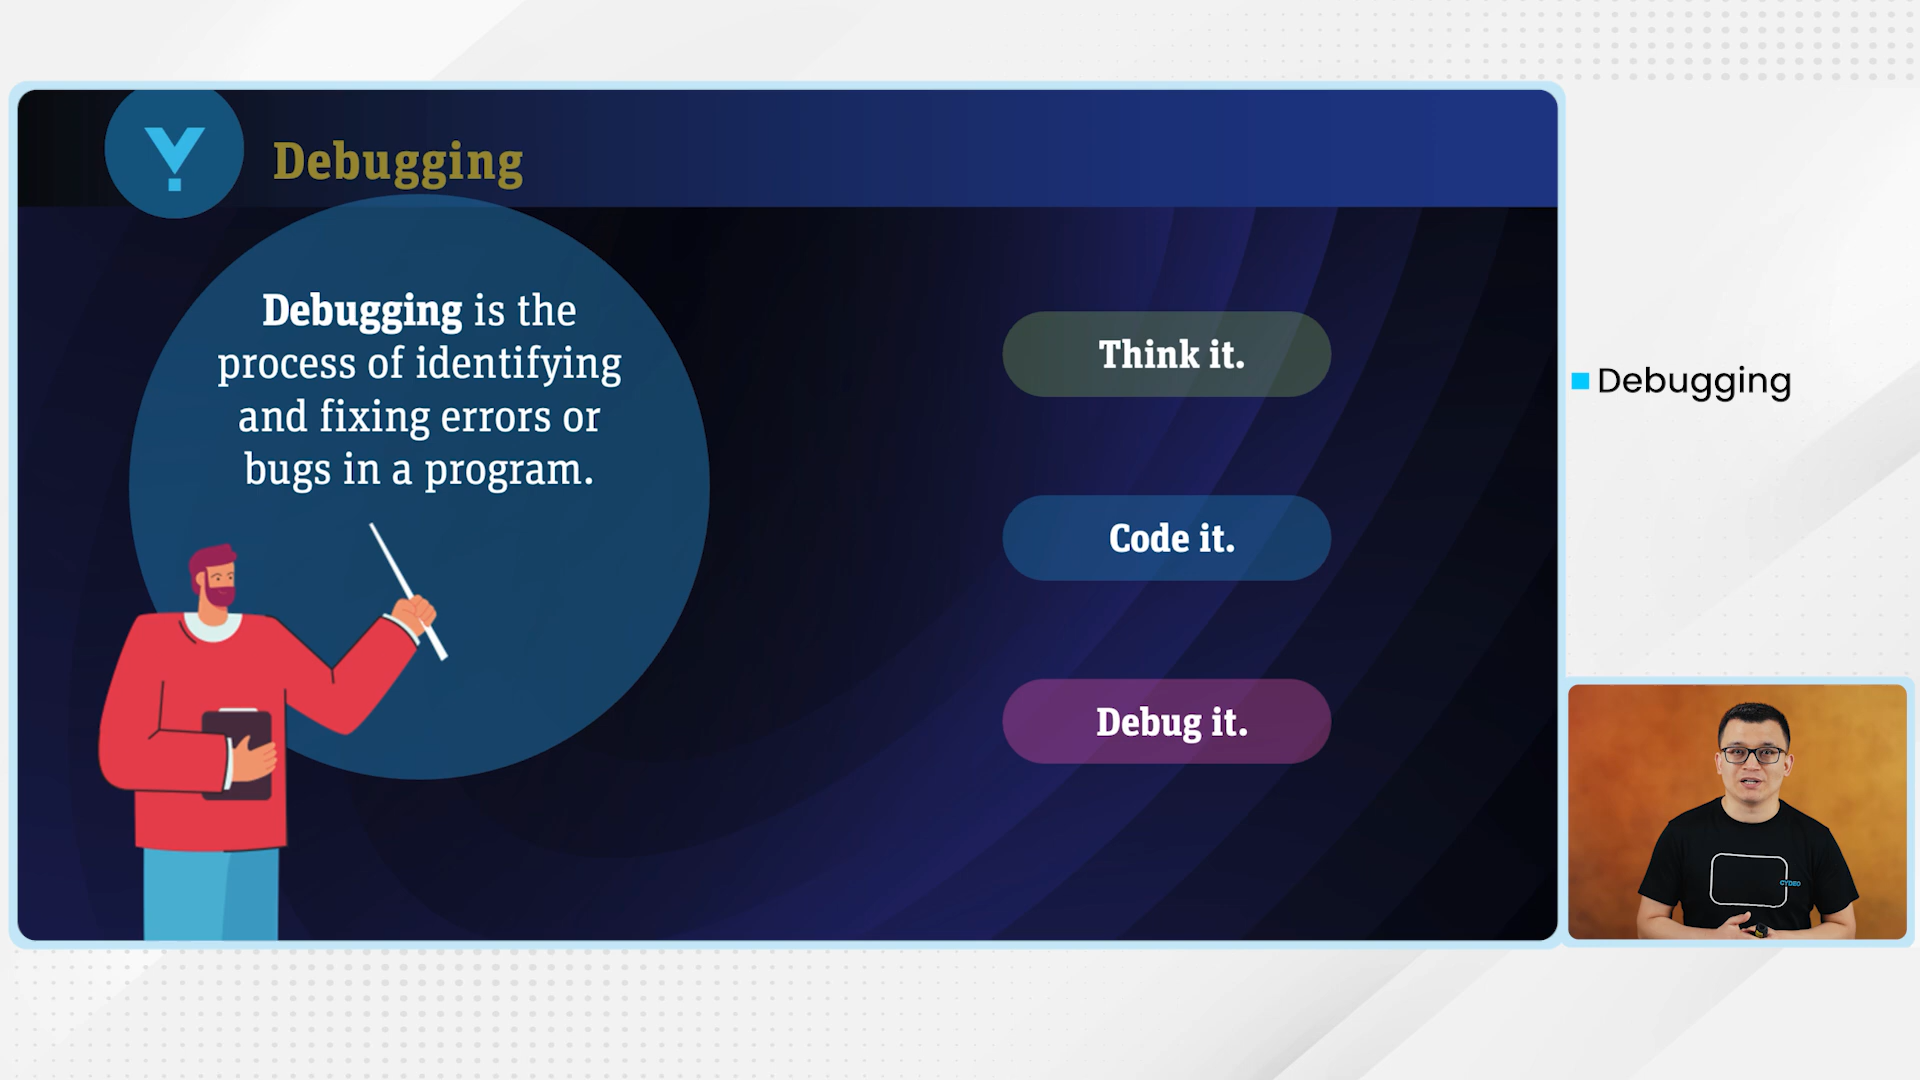 Debugging
Debugging is the
process of identifying
and fixing errors or
bugs in a program.
Think it.
Code it.
Debug it.
Debugging
CYDEO